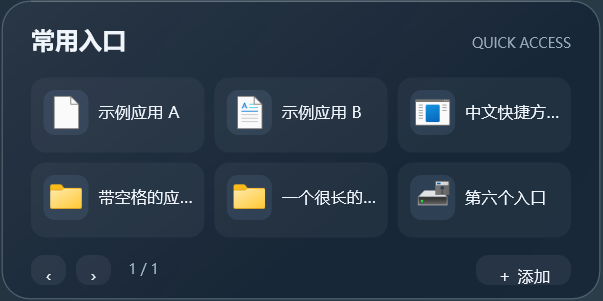 常用入口
QUICK ACCESS
示例应用 A
示例应用 B
中文快捷方...
带空格的应...
一个很长的...
第六个入口
‹ › 1 / 1
+ 添加